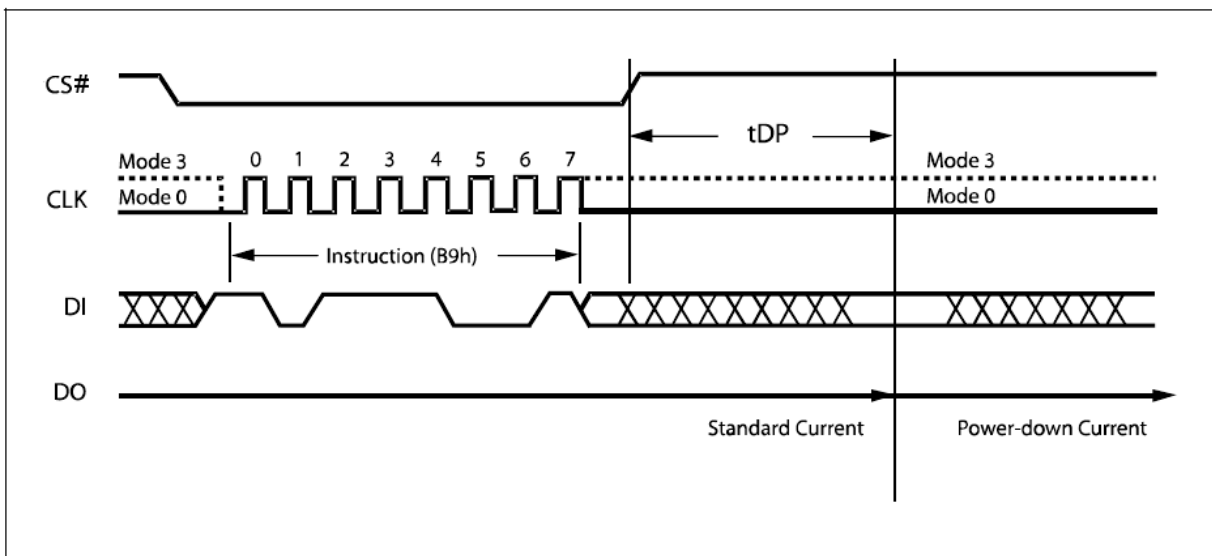 CS#
tDP
Mode 3
0 1 2 3 4 5 6 7
Mode 3
CLK
Mode 0
Mode 0
Instruction (B9h)
DI
DO
Standard Current
Power-down Current